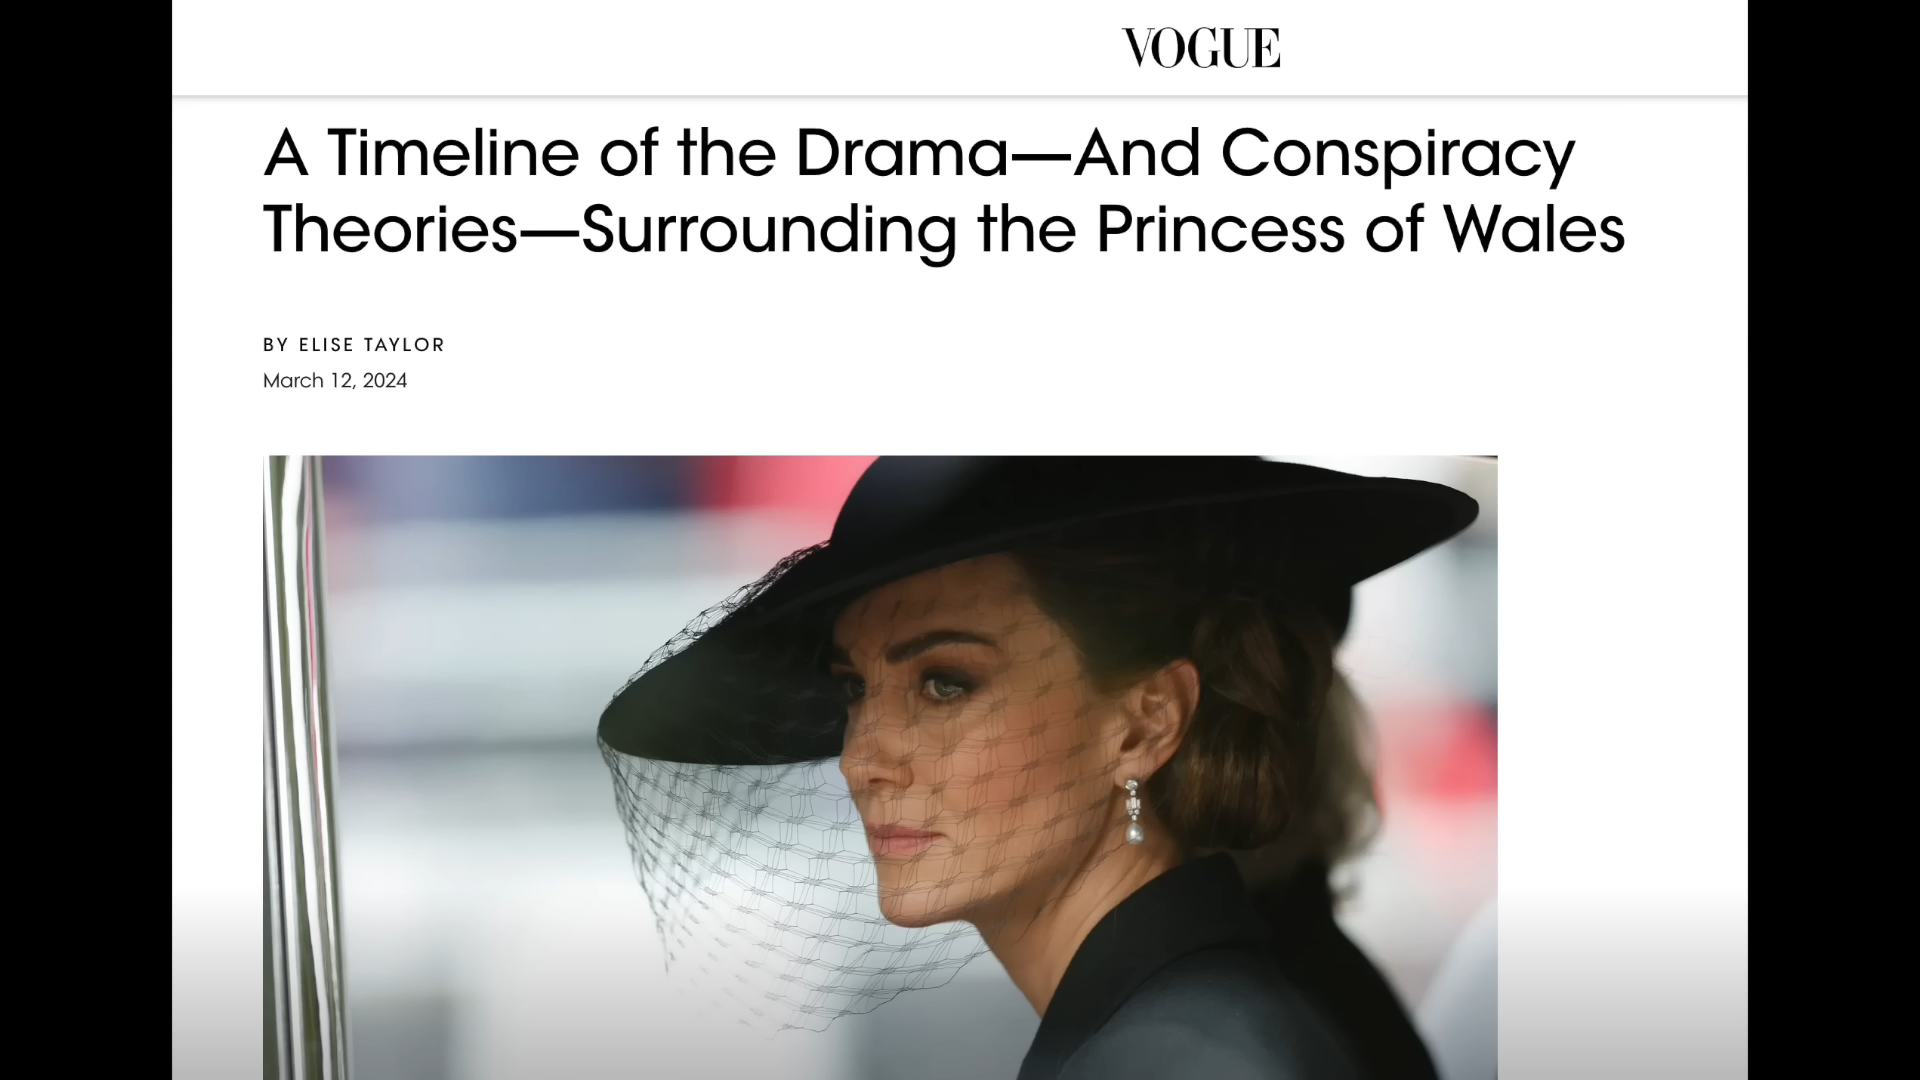 VOGUE
A Timeline of the Drama—And Conspiracy
Theories—Surrounding the Princess of Wales
BY ELISE TAYLOR
March 12, 2024